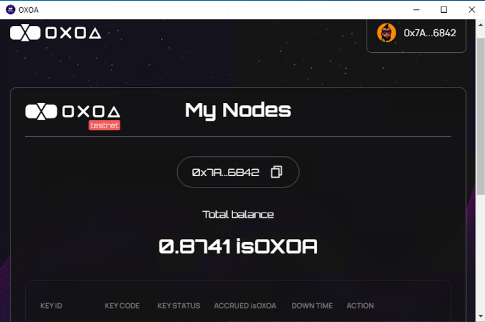 OXOA
OXOA
0x7A...6842
OXOA
testnet
My Nodes
0x7A...6842
Total balance
0.8741 isOXOA
KEY ID KEY CODE KEY STATUS ACCRUED isOXOA DOWN TIME ACTION